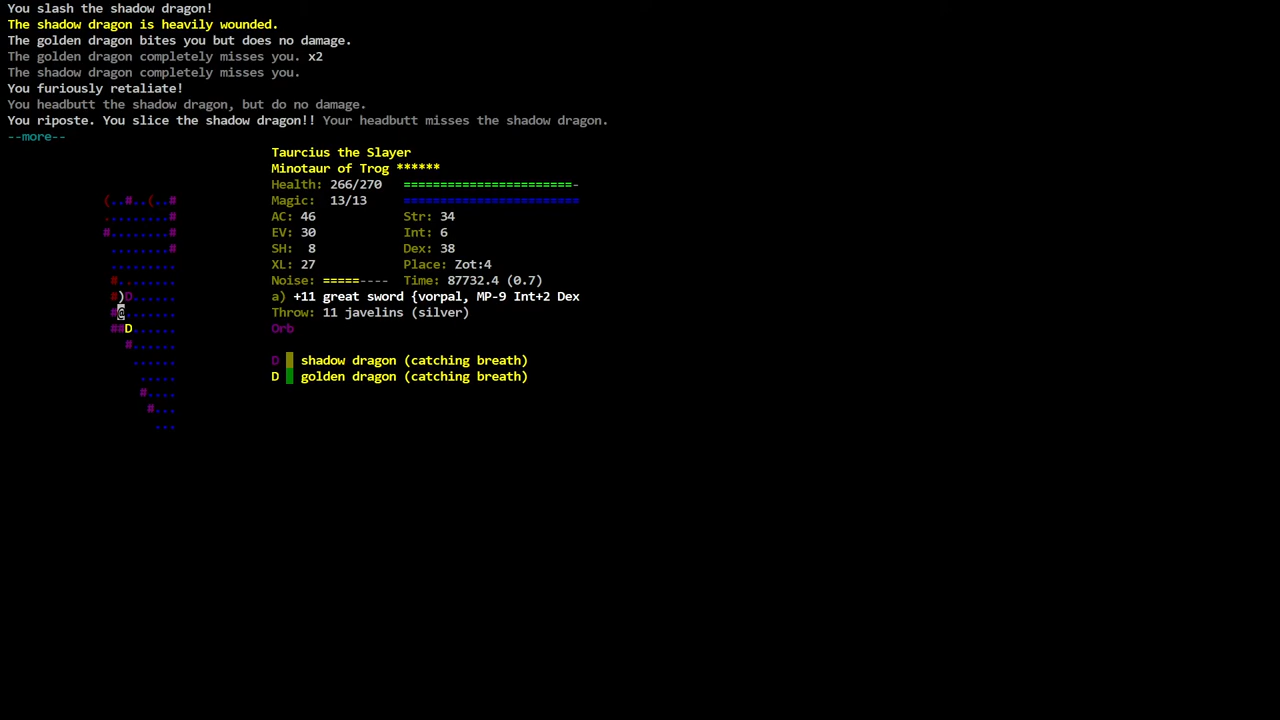 You slash the shadow dragon!
The shadow dragon is heavily wounded.
The golden dragon bites you but does no damage.
The golden dragon completely misses you. x2
The shadow dragon completely misses you.
You furiously retaliate!
You headbutt the shadow dragon, but do no damage.
You riposte. You slice the shadow dragon!! Your headbutt misses the shadow dragon.
--more--
Taurcius the Slayer
Minotaur of Trog ******
Health: 266/270 =======================-
Magic: 13/13 ========================
(..#..(..# AC: 46 Str: 34
.........# 
#........# EV: 30 Int: 6
........# SH: 8 Dex: 38
......... XL: 27 Place: Zot:4
#........ Noise: =====---- Time: 87732.4 (0.7)
#)D...... a) +11 great sword {vorpal, MP-9 Int+2 Dex
#@....... Throw: 11 javelins (silver)
##D...... Orb
#......
...... D shadow dragon (catching breath)
..... D golden dragon (catching breath)
#....
#...
...